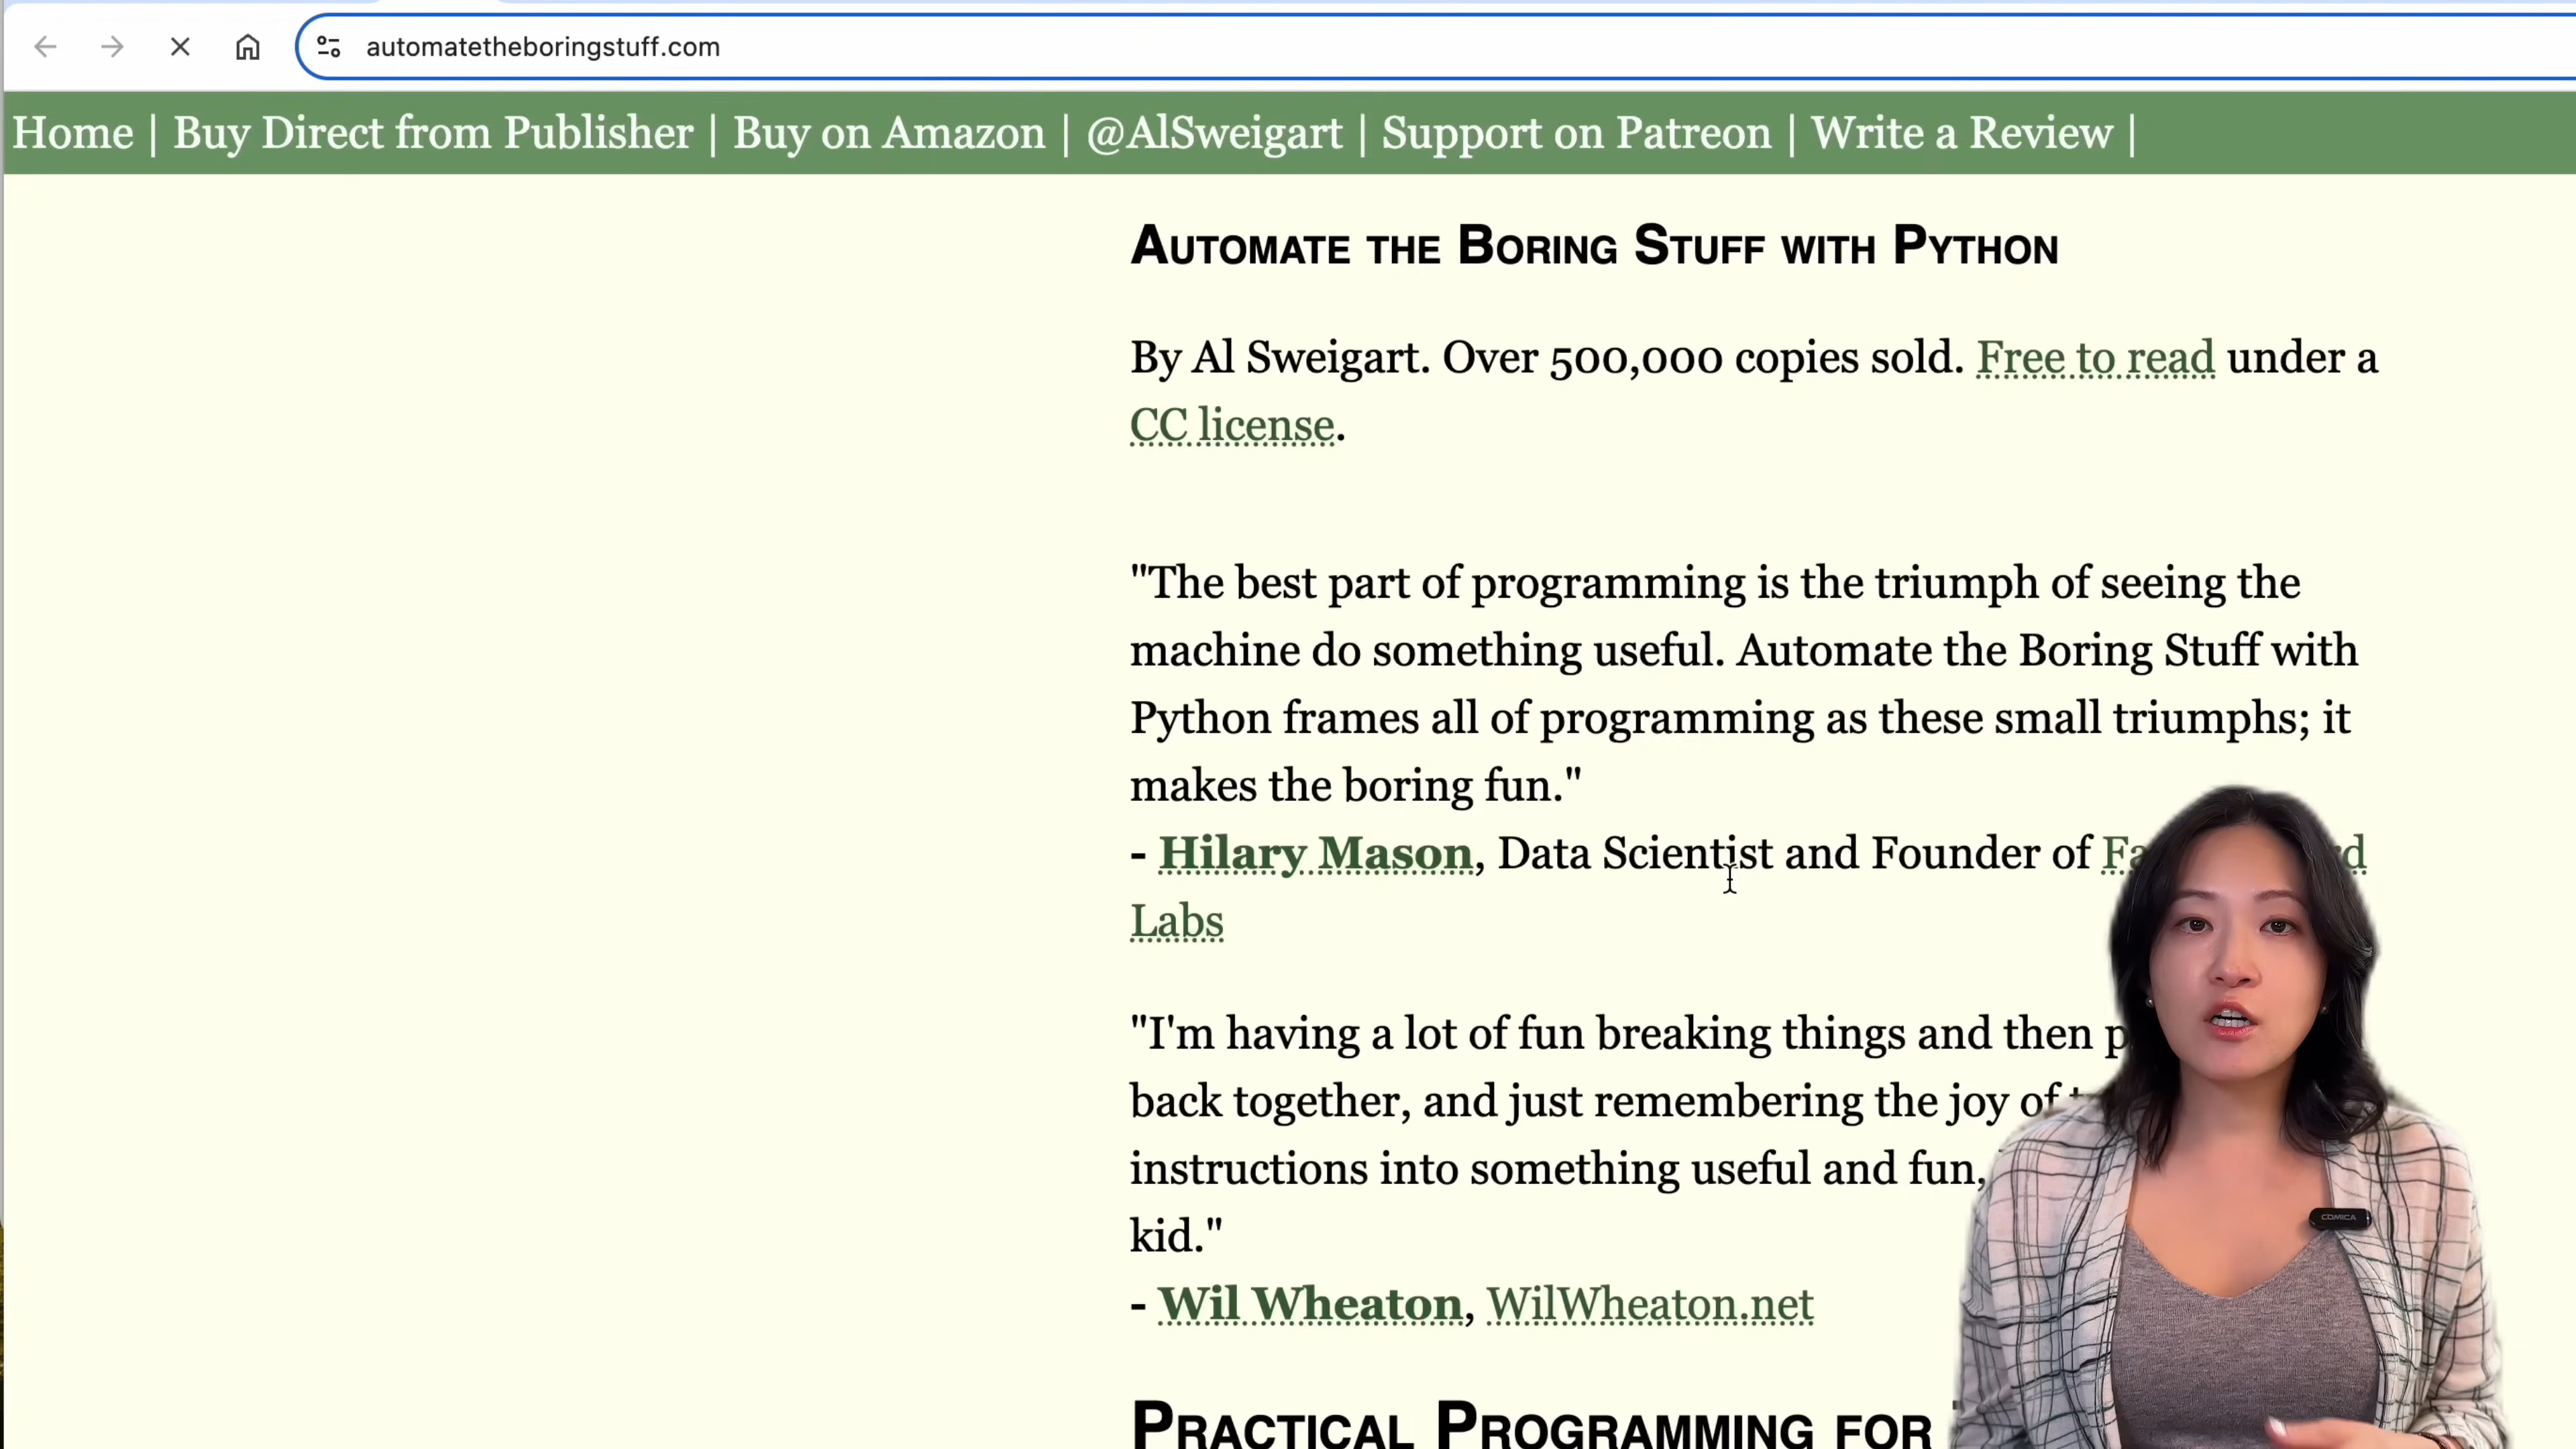 automatetheboringstuff.com
Home | Buy Direct from Publisher | Buy on Amazon | @AlSweigart | Support on Patreon | Write a Review |
Automate the Boring Stuff with Python
By Al Sweigart. Over 500,000 copies sold. Free to read under a
CC license.
"The best part of programming is the triumph of seeing the
machine do something useful. Automate the Boring Stuff with
Python frames all of programming as these small triumphs; it
makes the boring fun."
- Hilary Mason, Data Scientist and Founder of
Labs
"I'm having a lot of fun breaking things and then
back together, and just remembering the joy of
instructions into something useful and fun,
kid."
- Wil Wheaton, WilWheaton.net
Practical Programming for
COMICA